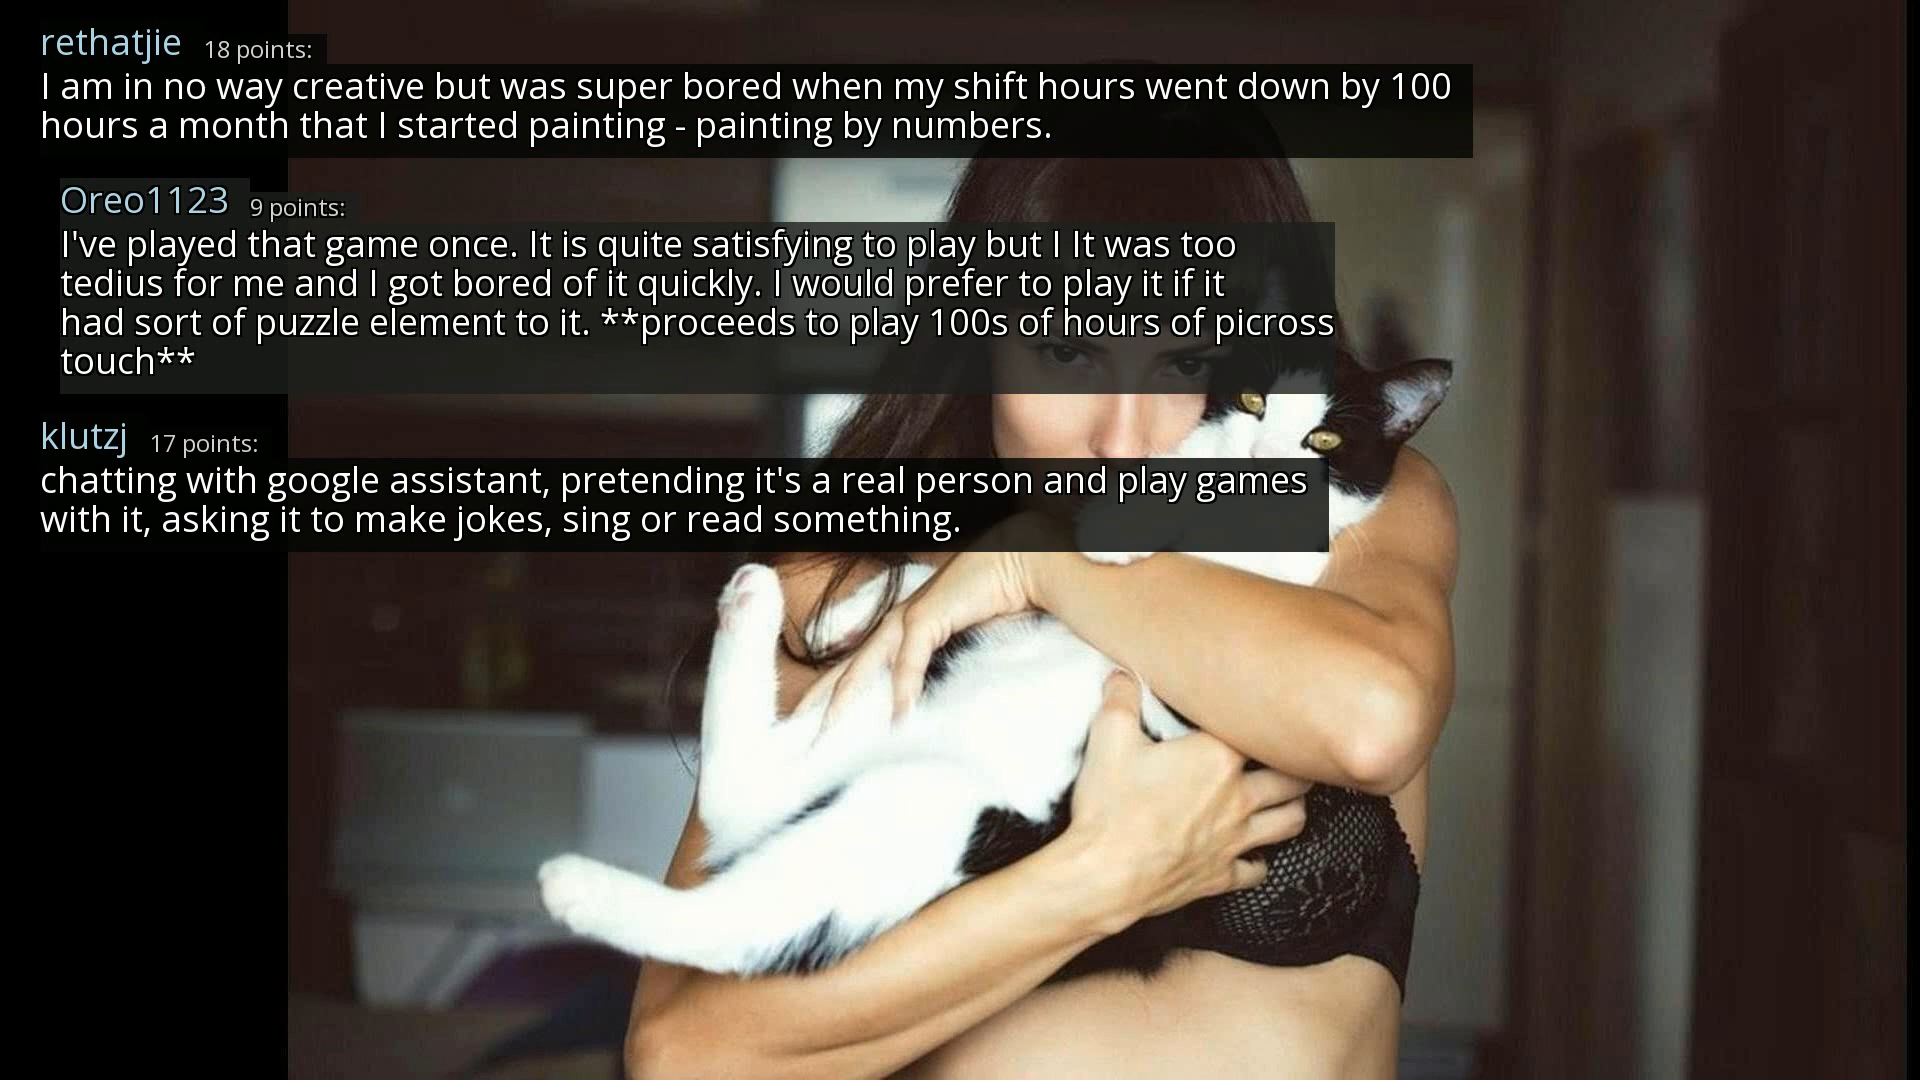 rethatjie 18 points:
I am in no way creative but was super bored when my shift hours went down by 100
hours a month that I started painting - painting by numbers.
Oreo1123 9 points:
I've played that game once. It is quite satisfying to play but I It was too
tedius for me and I got bored of it quickly. I would prefer to play it if it
had sort of puzzle element to it. **proceeds to play 100s of hours of picross
touch**
klutzj 17 points:
chatting with google assistant, pretending it's a real person and play games
with it, asking it to make jokes, sing or read something.